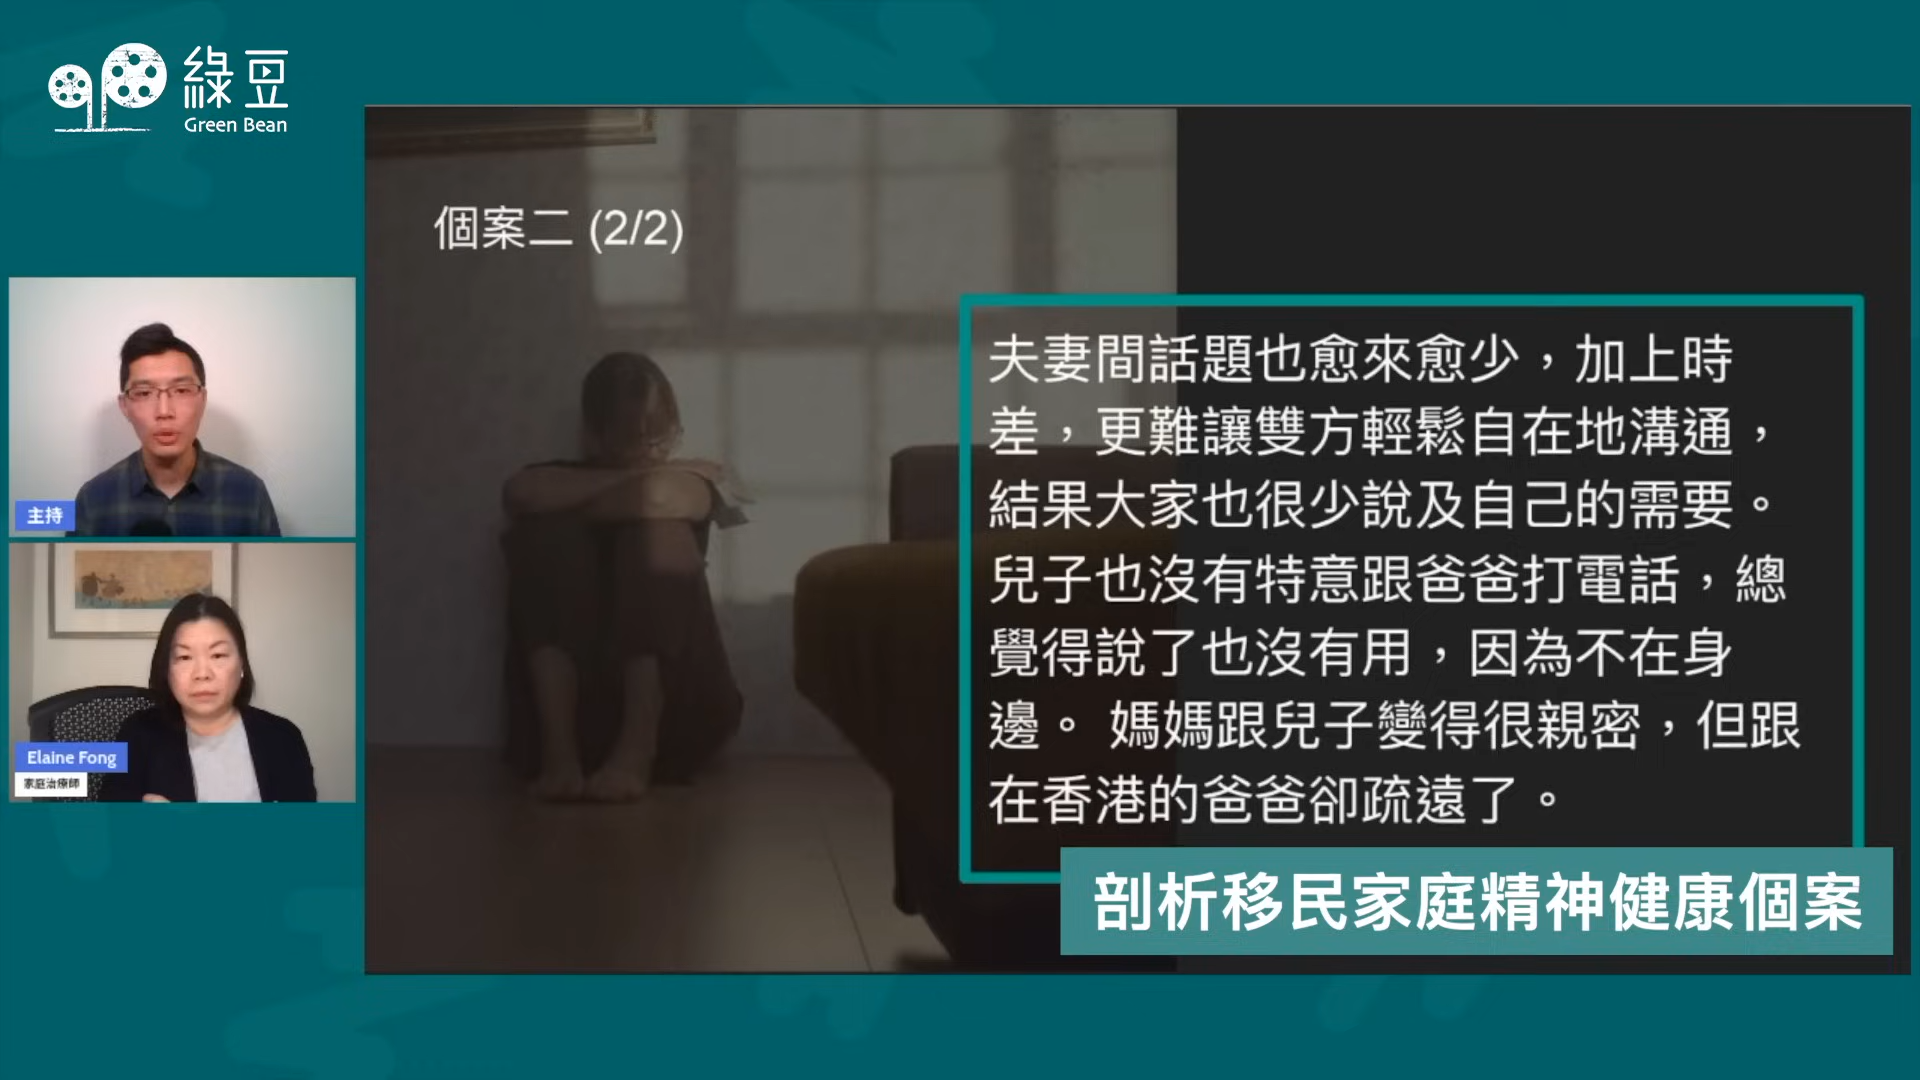 綠豆
Green Bean
個案二 (2/2)
夫妻間話題也愈來愈少，加上時
差，更難讓雙方輕鬆自在地溝通，
結果大家也很少說及自己的需要。
兒子也沒有特意跟爸爸打電話，總
覺得說了也沒有用，因為不在身
邊。 媽媽跟兒子變得很親密，但跟
在香港的爸爸卻疏遠了。
主持
Elaine Fong
家庭治療師
剖析移民家庭精神健康個案